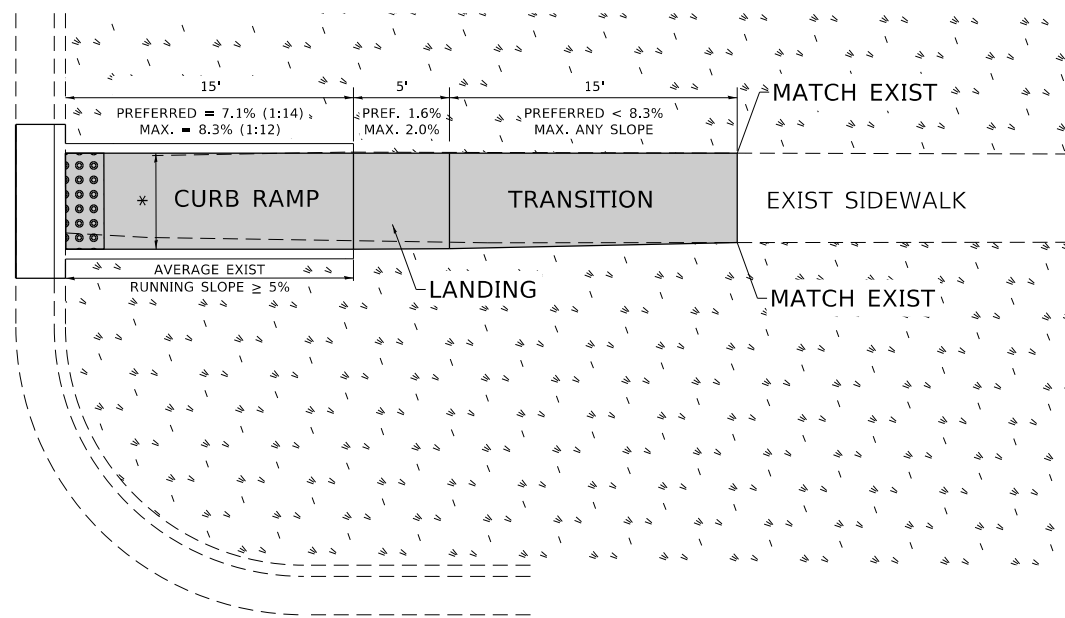 15'
5'
15'
PREFERRED = 7.1% (1:14)
MAX. = 8.3% (1:12)
PREF. 1.6%
MAX. 2.0%
PREFERRED < 8.3%
MAX. ANY SLOPE
MATCH EXIST
*
CURB RAMP
TRANSITION
EXIST SIDEWALK
AVERAGE EXIST
RUNNING SLOPE ≥ 5%
LANDING
MATCH EXIST